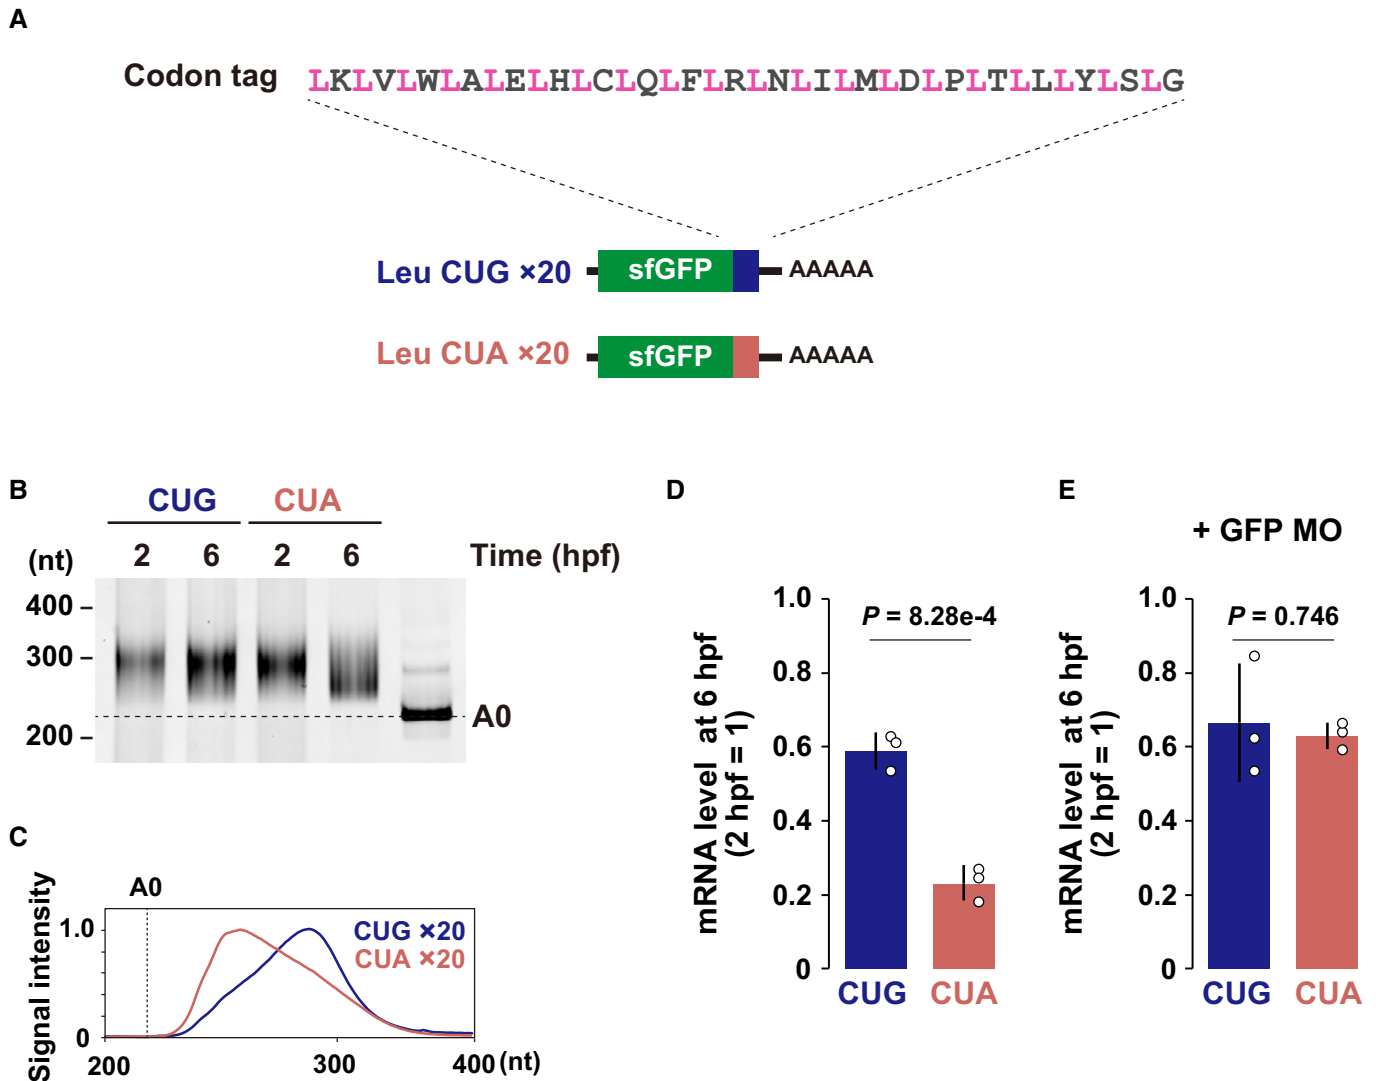 A
Codon tag LKLVLWLALELHLCLQLFLRLNLILMLDLPLTLLLYLSLG
Leu CUG ×20 sfGFP AAAAA
Leu CUA ×20 sfGFP AAAAA
B
CUG CUA
(nt) 2 6 2 6 Time (hpf)
400
300
200
A0
C
Signal intensity
A0
1.0
0
CUG ×20
CUA ×20
200 300 400 (nt)
D
mRNA level at 6 hpf
(2 hpf = 1)
1.0
0.8
0.6
0.4
0.2
0
P = 8.28e-4
CUG CUA
E
+ GFP MO
mRNA level at 6 hpf
(2 hpf = 1)
1.0
0.8
0.6
0.4
0.2
0
P = 0.746
CUG CUA